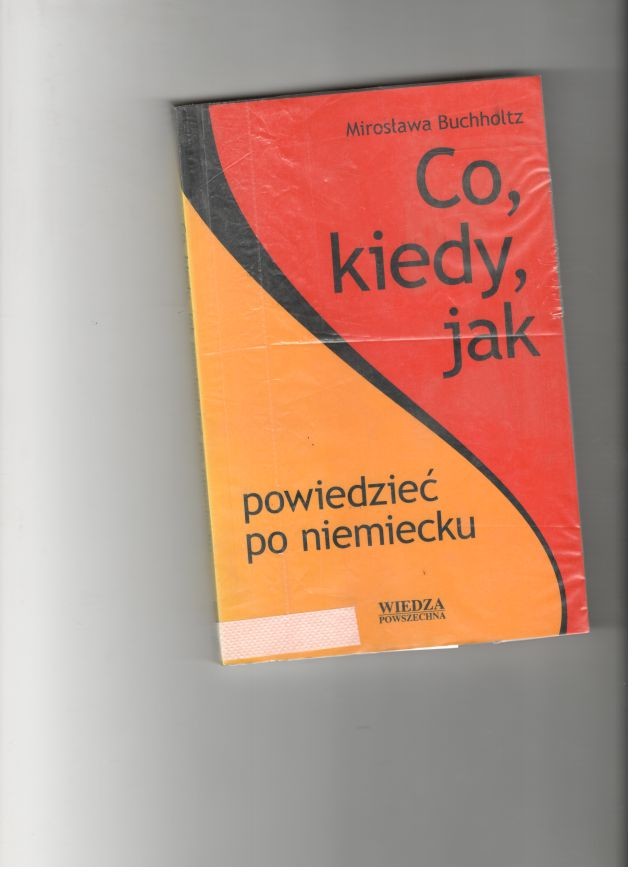 Mirosława Buchholtz
Co,
kiedy,
jak
powiedzieć
po niemiecku
WIEDZA
POWSZECHNA